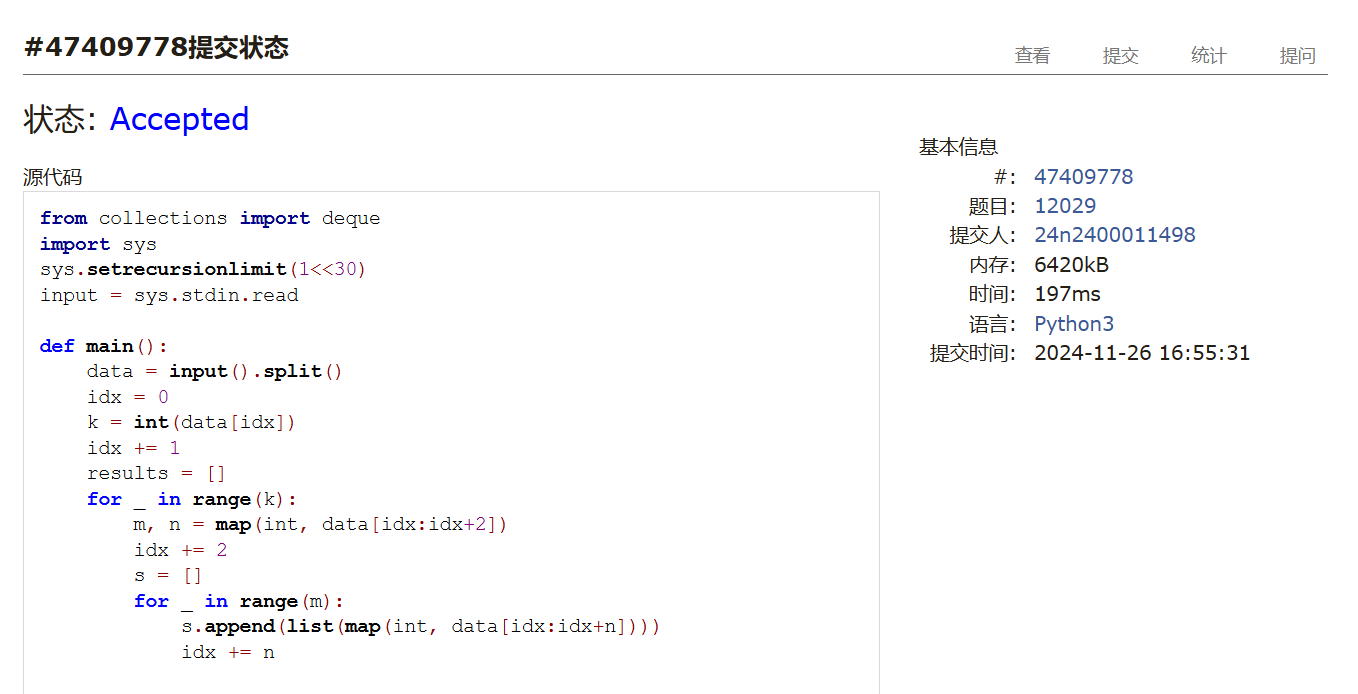 #47409778提交状态
查看 提交 统计 提问
状态: Accepted
源代码
from collections import deque
import sys
sys.setrecursionlimit(1<<30)
input = sys.stdin.read
def main():
    data = input().split()
    idx = 0
    k = int(data[idx])
    idx += 1
    results = []
    for _ in range(k):
        m, n = map(int, data[idx:idx+2])
        idx += 2
        s = []
        for _ in range(m):
            s.append(list(map(int, data[idx:idx+n])))
            idx += n
基本信息
#: 47409778
题目: 12029
提交人: 24n2400011498
内存: 6420kB
时间: 197ms
语言: Python3
提交时间: 2024-11-26 16:55:31